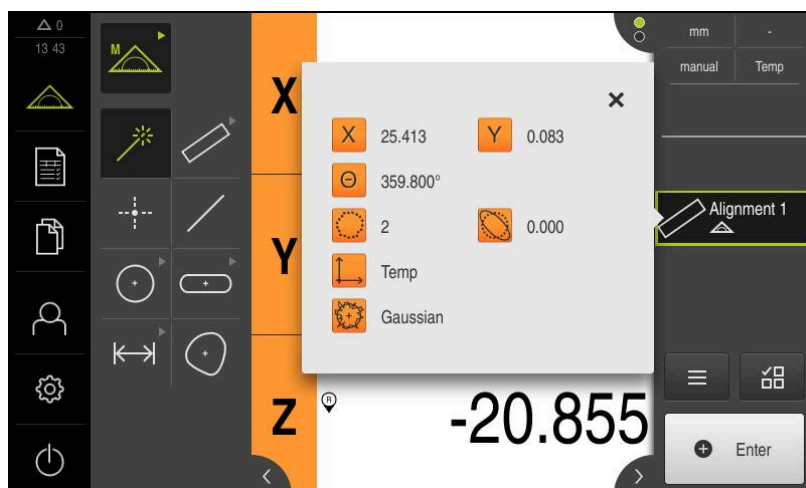 0
13 43
M
X
Y
Z
X 25.413 Y 0.083
Θ 359.800°
2 0.000
Temp
Gaussian
R
-20.855
mm -
manual Temp
Alignment 1
Enter